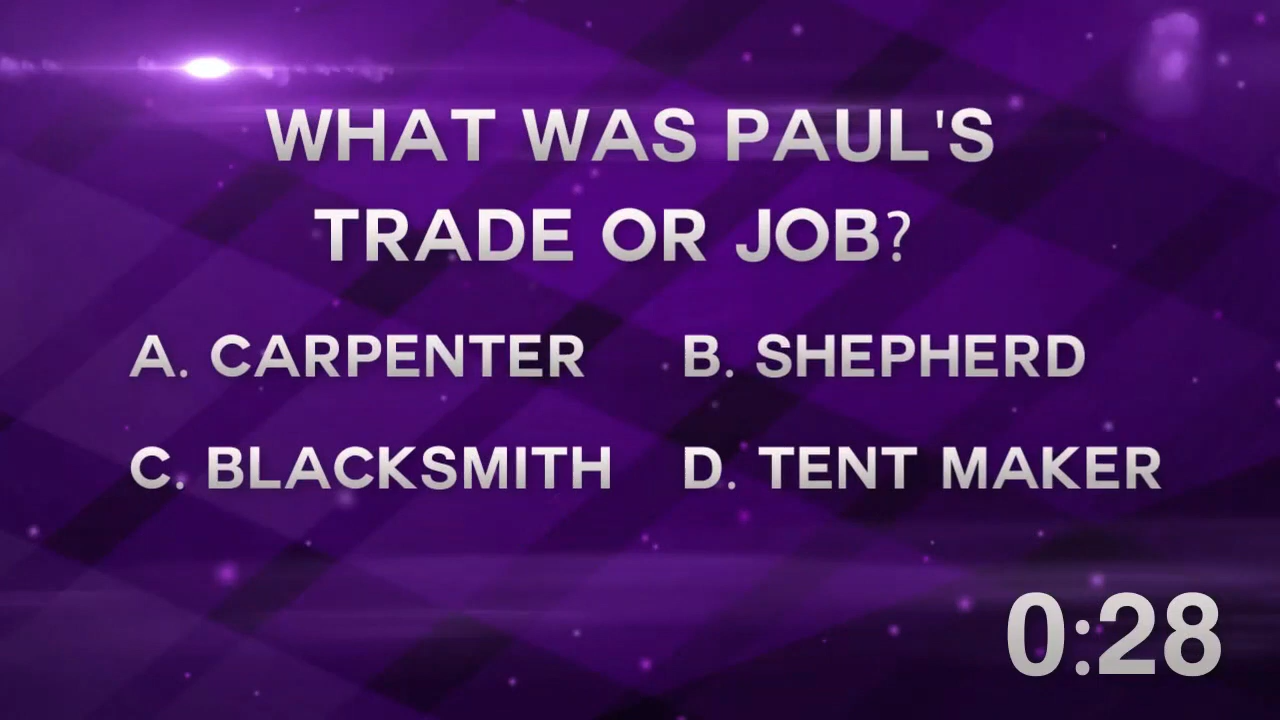 WHAT WAS PAUL'S
TRADE OR JOB?
A. CARPENTER B. SHEPHERD
C. BLACKSMITH D. TENT MAKER
0:28